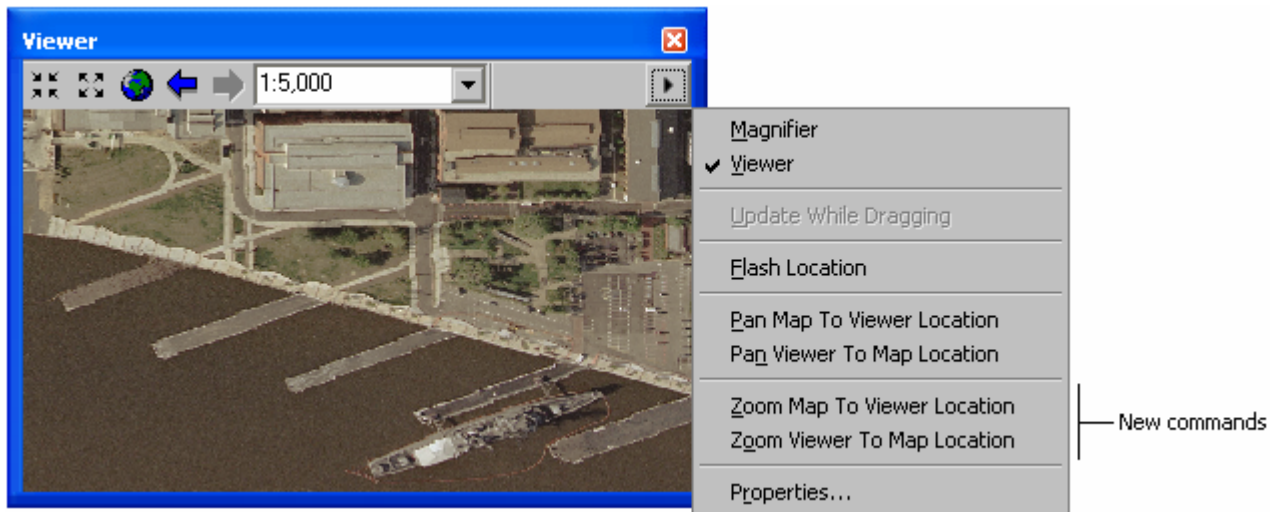 Viewer
1:5,000
Magnifier
Viewer
Update While Dragging
Flash Location
Pan Map To Viewer Location
Pan Viewer To Map Location
Zoom Map To Viewer Location
Zoom Viewer To Map Location
New commands
Properties...